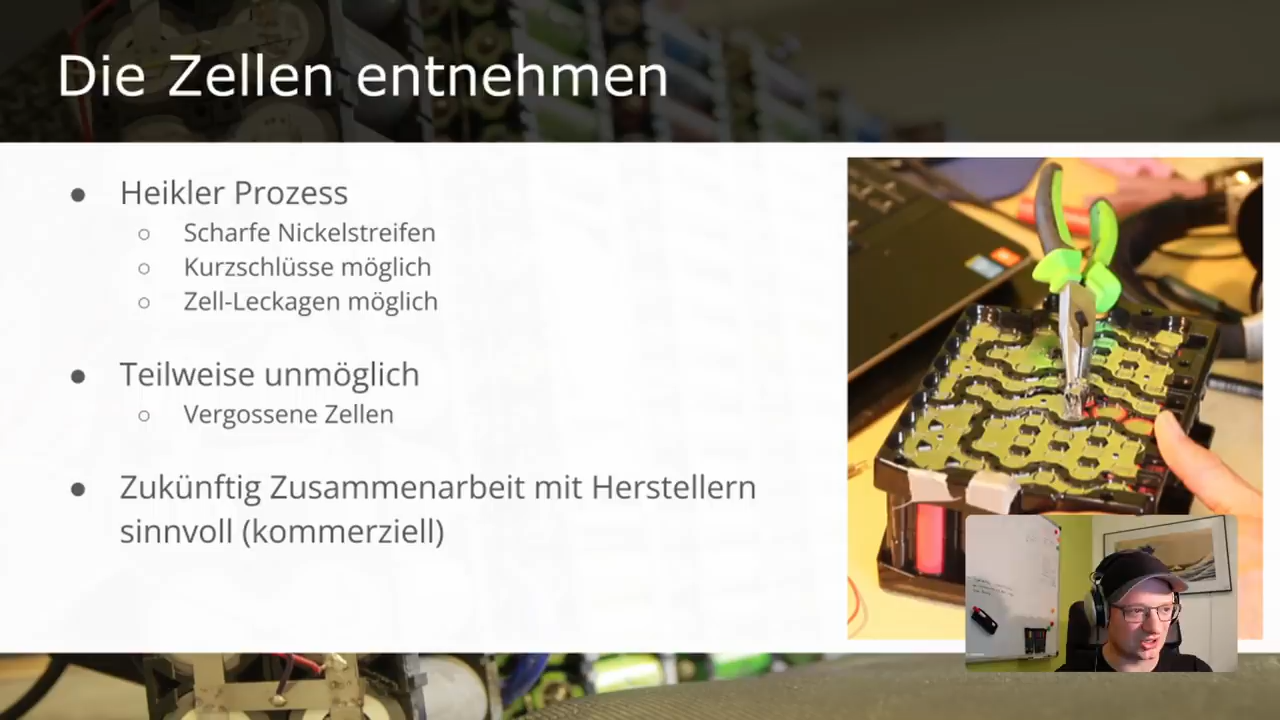 Die Zellen entnehmen
● Heikler Prozess
○ Scharfe Nickelstreifen
○ Kurzschlüsse möglich
○ Zell-Leckagen möglich
● Teilweise unmöglich
○ Vergossene Zellen
● Zukünftig Zusammenarbeit mit Herstellern
sinnvoll (kommerziell)